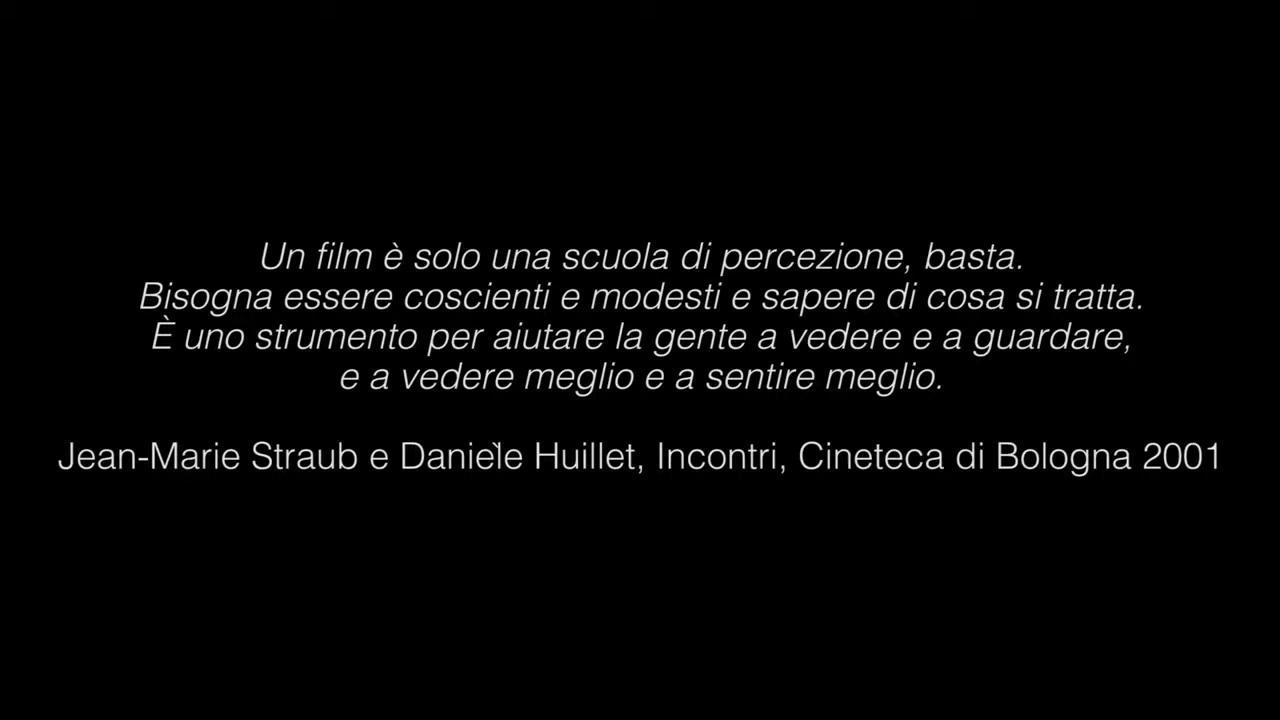 Un film è solo una scuola di percezione, basta.
Bisogna essere coscienti e modesti e sapere di cosa si tratta.
È uno strumento per aiutare la gente a vedere e a guardare,
e a vedere meglio e a sentire meglio.
Jean-Marie Straub e Danièle Huillet, Incontri, Cineteca di Bologna 2001